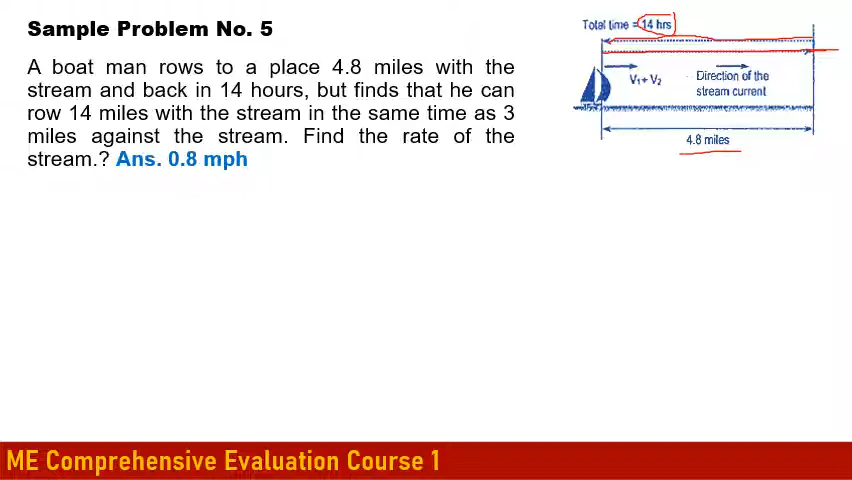 Sample Problem No. 5
A boat man rows to a place 4.8 miles with the
stream and back in 14 hours, but finds that he can
row 14 miles with the stream in the same time as 3
miles against the stream. Find the rate of the
stream.? Ans. 0.8 mph
Total time = 14 hrs
V₁+ V₂
Direction of the
stream current
4.8 miles
ME Comprehensive Evaluation Course 1